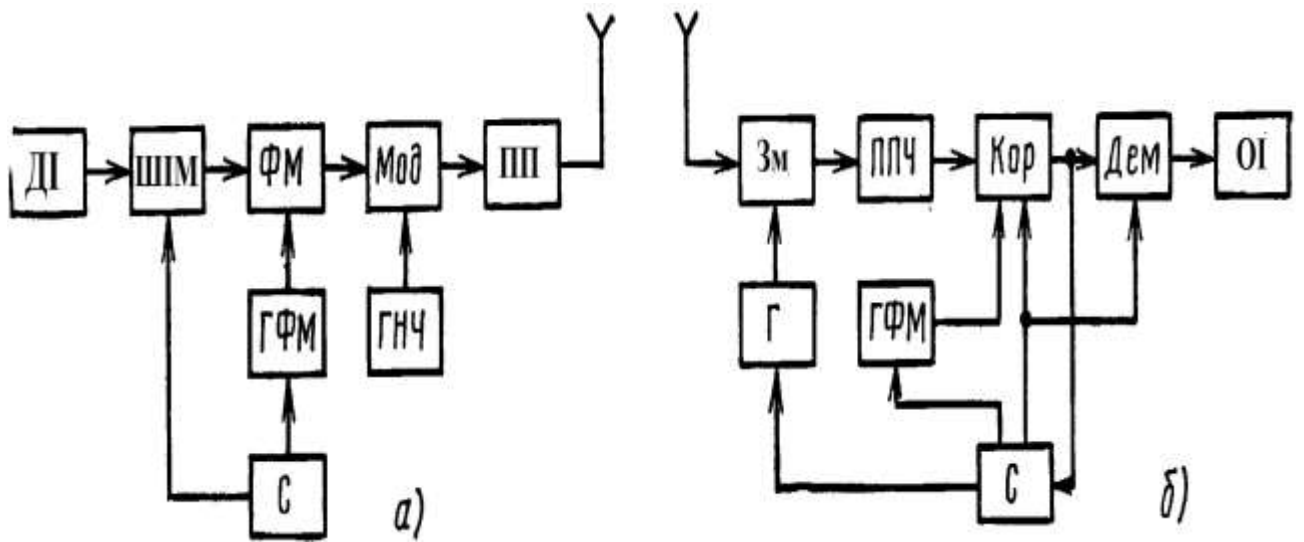 ДІ ШІМ ФМ Мод ПП Зм ППЧ Кор Дем ОІ
ГФМ ГНЧ Г ГФМ
С а) С б)